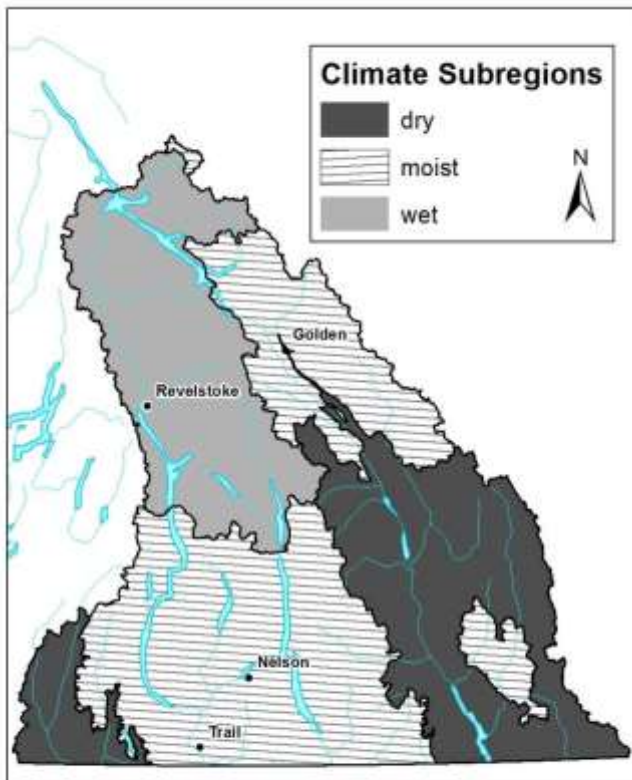 Climate Subregions
dry
moist
wet
N
Golden
Revelstoke
Nelson
Trail